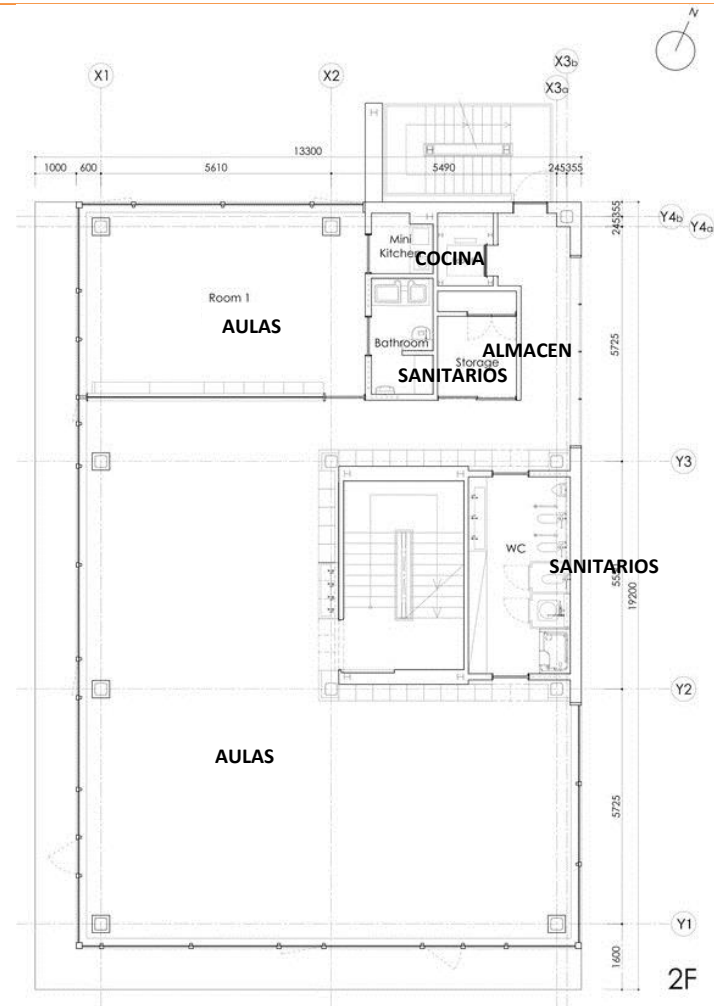 N
X1
X2
X3b
X3a
13300
1000
600
5610
5490
245355
Y4b
Y4a
245355
Mini
Kitchen
COCINA
Room 1
AULAS
5725
Bathroom
ALMACEN
Storage
SANITARIOS
Y3
WC
SANITARIOS
19200
Y2
AULAS
5725
Y1
1600
2F